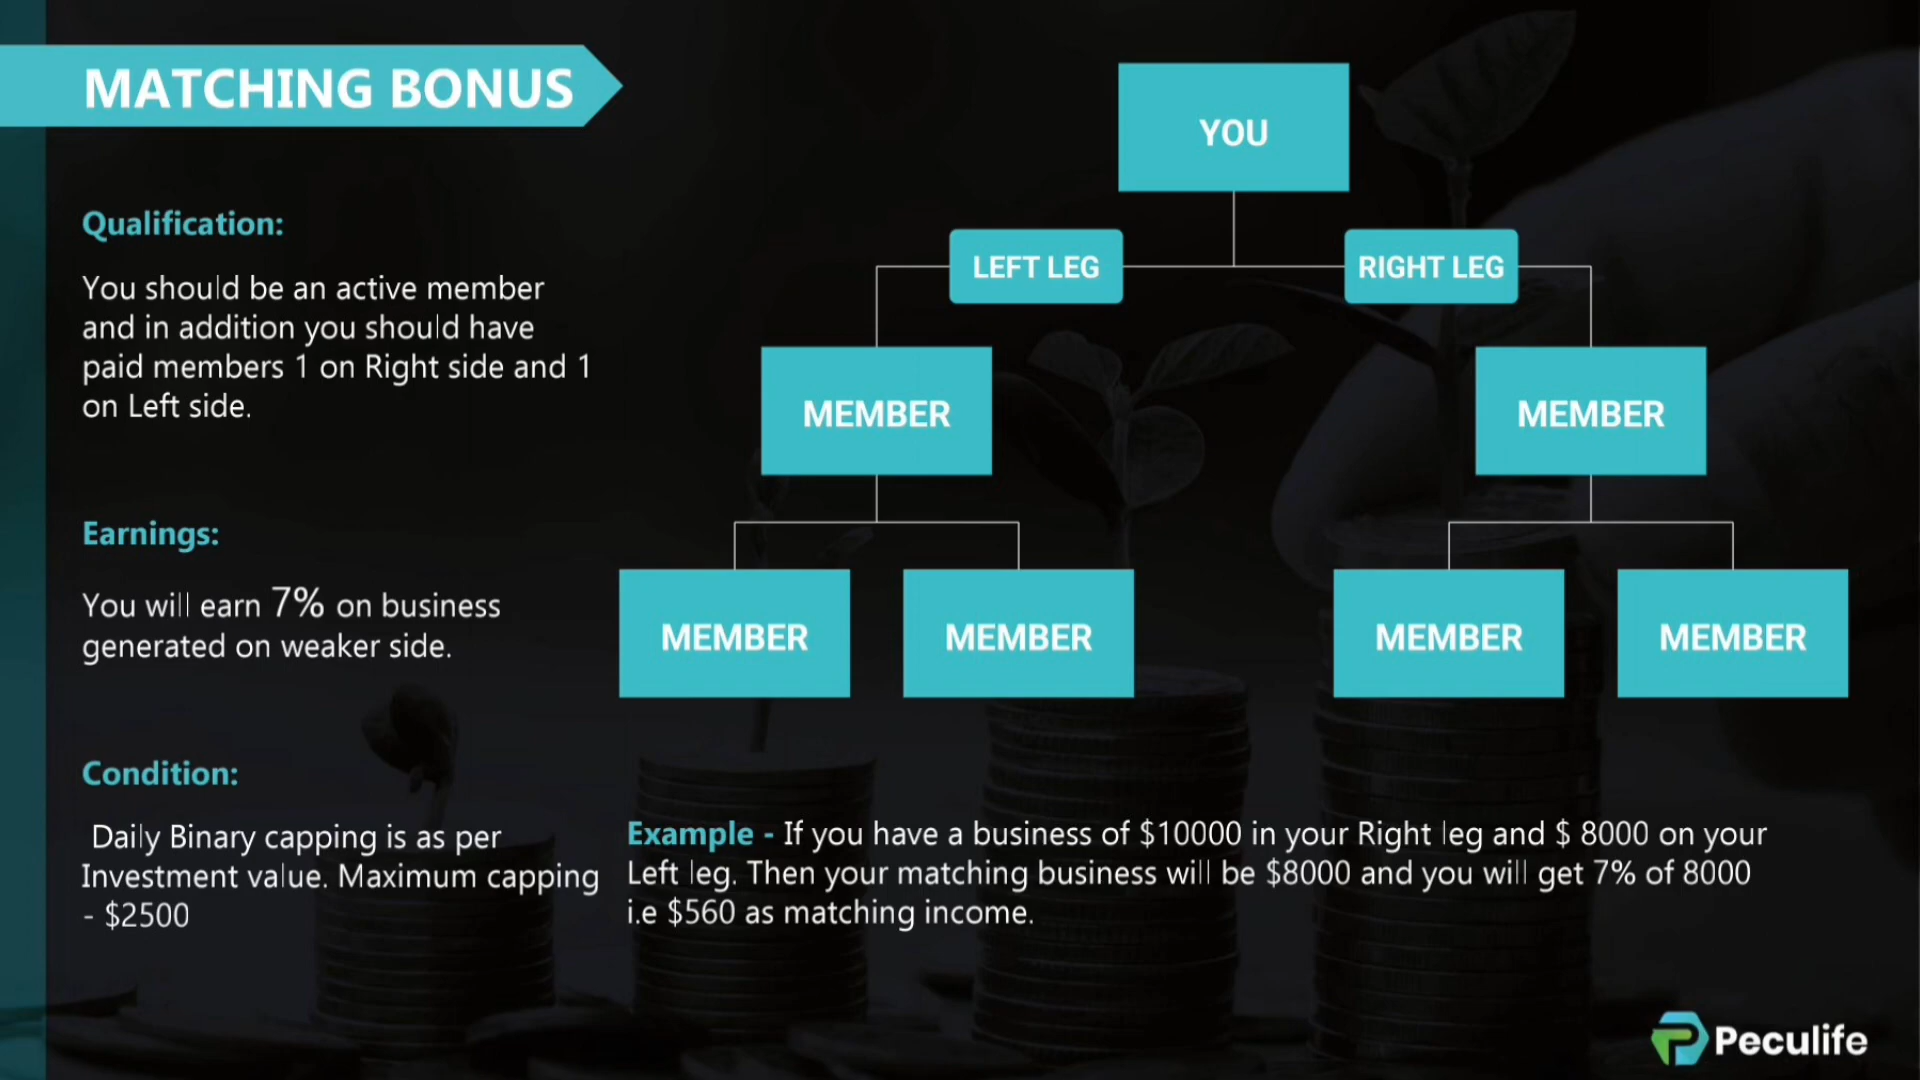 MATCHING BONUS
Qualification:
You should be an active member
and in addition you should have
paid members 1 on Right side and 1
on Left side.
Earnings:
You will earn 7% on business
generated on weaker side.
Condition:
Daily Binary capping is as per
Investment value. Maximum capping
- $2500
YOU
LEFT LEG
RIGHT LEG
MEMBER
MEMBER
MEMBER
MEMBER
MEMBER
MEMBER
Example - If you have a business of $10000 in your Right leg and $ 8000 on your
Left leg. Then your matching business will be $8000 and you will get 7% of 8000
i.e $560 as matching income.
Peculife